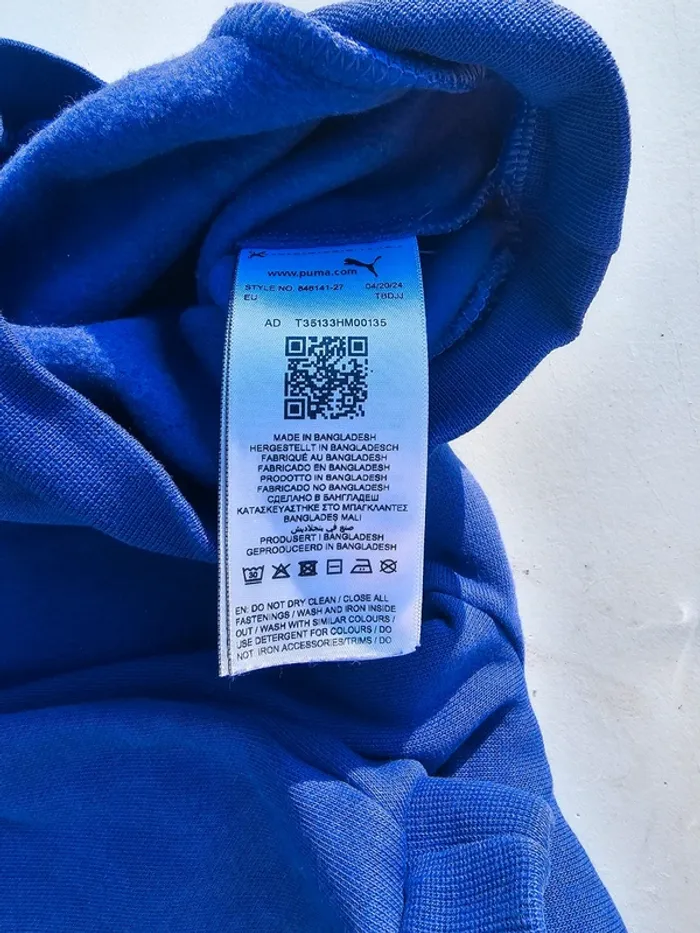 www.puma.com
STYLE NO. 846141-27 04/20/24
EU TBDJJ
AD T35133HM00135
MADE IN BANGLADESH
HERGESTELLT IN BANGLADESCH
FABRIQUÉ AU BANGLADESH
FABRICADO EN BANGLADESH
PRODOTTO IN BANGLADESH
FABRICADO NO BANGLADESH
СДЕЛАНО В БАНГЛАДЕШ
ΚΑΤΑΣΚΕΥΑΣΤΗΚΕ ΣΤΟ ΜΠΑΓΚΛΑΝΤΕΣ
BANGLADEŞ MALI
صنع في بنجلاديش
PRODUSERT I BANGLADESH
GEPRODUCEERD IN BANGLADESH
30
EN: DO NOT DRY CLEAN / CLOSE ALL
FASTENINGS / WASH AND IRON INSIDE
OUT / WASH WITH SIMILAR COLOURS /
USE DETERGENT FOR COLOURS / DO
NOT IRON ACCESSORIES/TRIMS / DO